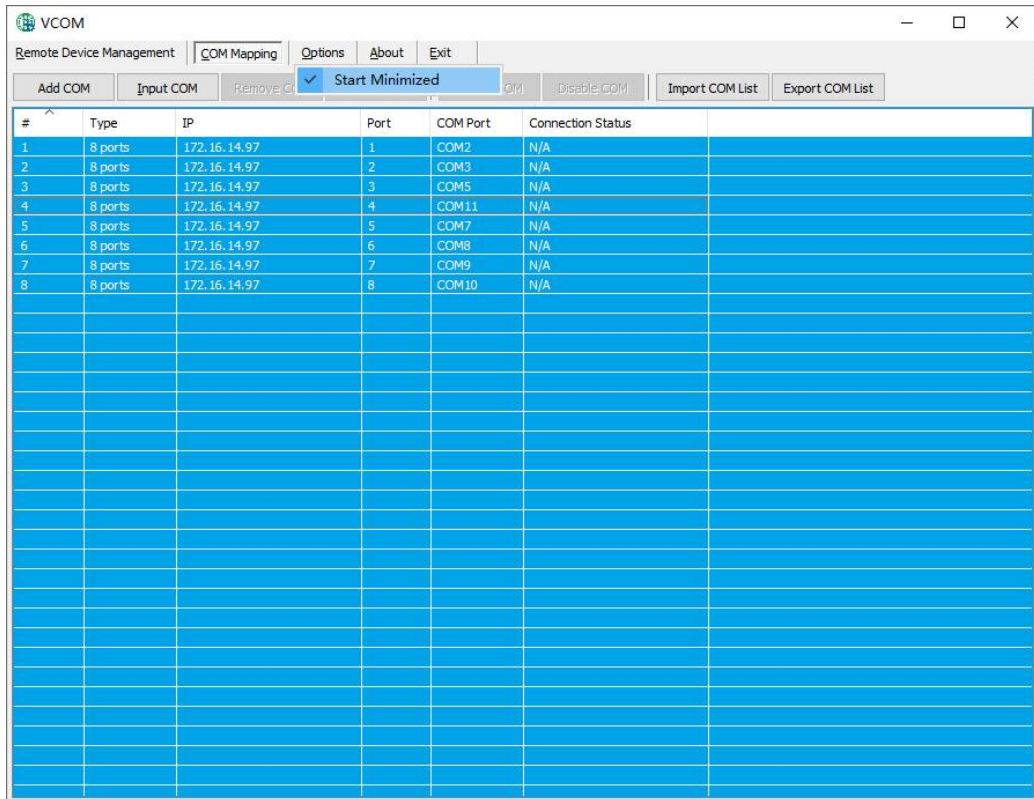 VCOM
Remote Device Management COM Mapping Options About Exit
Start Minimized
Add COM Input COM Remove Disable COM Import COM List Export COM List
# Type IP Port COM Port Connection Status
1 8 ports 172.16.14.97 1 COM2 N/A
2 8 ports 172.16.14.97 2 COM3 N/A
3 8 ports 172.16.14.97 3 COM5 N/A
4 8 ports 172.16.14.97 4 COM11 N/A
5 8 ports 172.16.14.97 5 COM7 N/A
6 8 ports 172.16.14.97 6 COM8 N/A
7 8 ports 172.16.14.97 7 COM9 N/A
8 8 ports 172.16.14.97 8 COM10 N/A